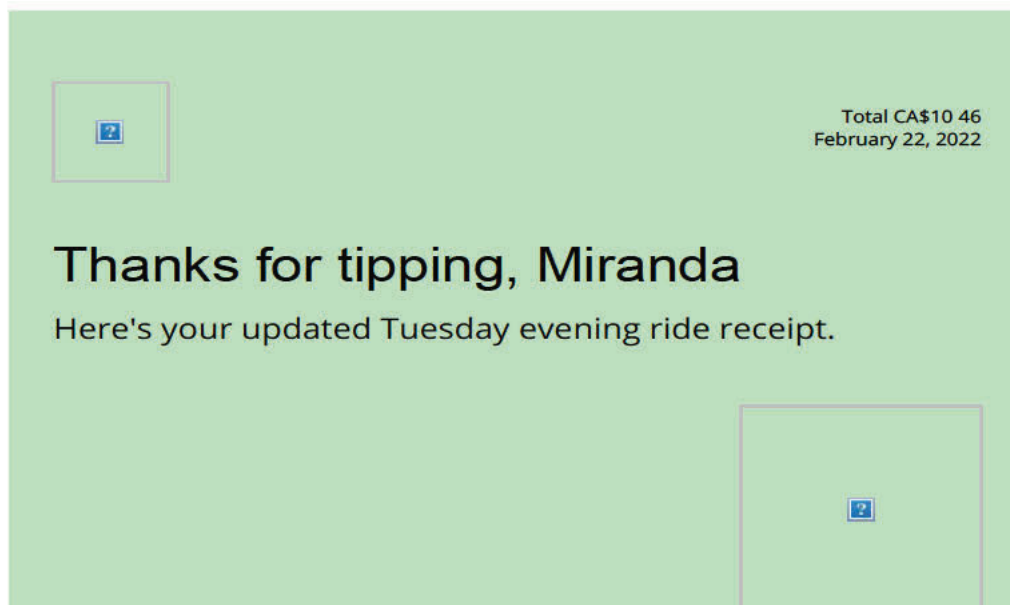 Total CA$10 46
February 22, 2022
Thanks for tipping, Miranda
Here's your updated Tuesday evening ride receipt.